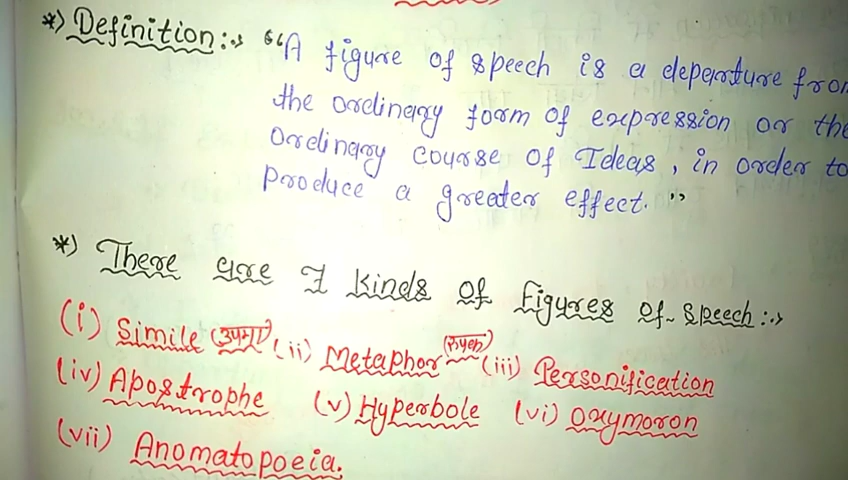 *) Definition:- "A figure of speech is a departure from
the ordinary form of expression or the
ordinary course of Ideas, in order to
Produce a greater effect."
*) There are 7 Kinds of Figures of speech:→
(i) Simile (उपमा) (ii) Metaphor (रूपक) (iii) Personification
(iv) Apostrophe (v) Hyperbole (vi) Oxymoron
(vii) Anomatopoeia.